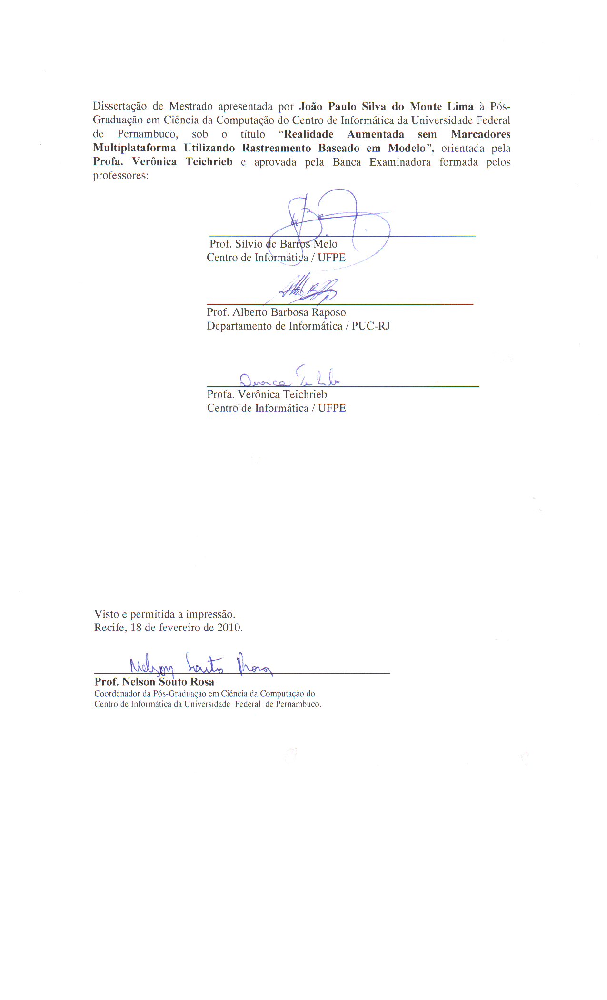 Dissertação de Mestrado apresentada por João Paulo Silva do Monte Lima à Pós-
Graduação em Ciência da Computação do Centro de Informática da Universidade Federal
de Pernambuco, sob o título “Realidade Aumentada sem Marcadores
Multiplataforma Utilizando Rastreamento Baseado em Modelo”, orientada pela
Profa. Verônica Teichrieb e aprovada pela Banca Examinadora formada pelos
professores:
Prof. Silvio de Barros Melo
Centro de Informática / UFPE
Prof. Alberto Barbosa Raposo
Departamento de Informática / PUC-RJ
Profa. Verônica Teichrieb
Centro de Informática / UFPE
Visto e permitida a impressão.
Recife, 18 de fevereiro de 2010.
Nelson Souto Rosa
Prof. Nelson Souto Rosa
Coordenador da Pós-Graduação em Ciência da Computação do
Centro de Informática da Universidade Federal de Pernambuco.